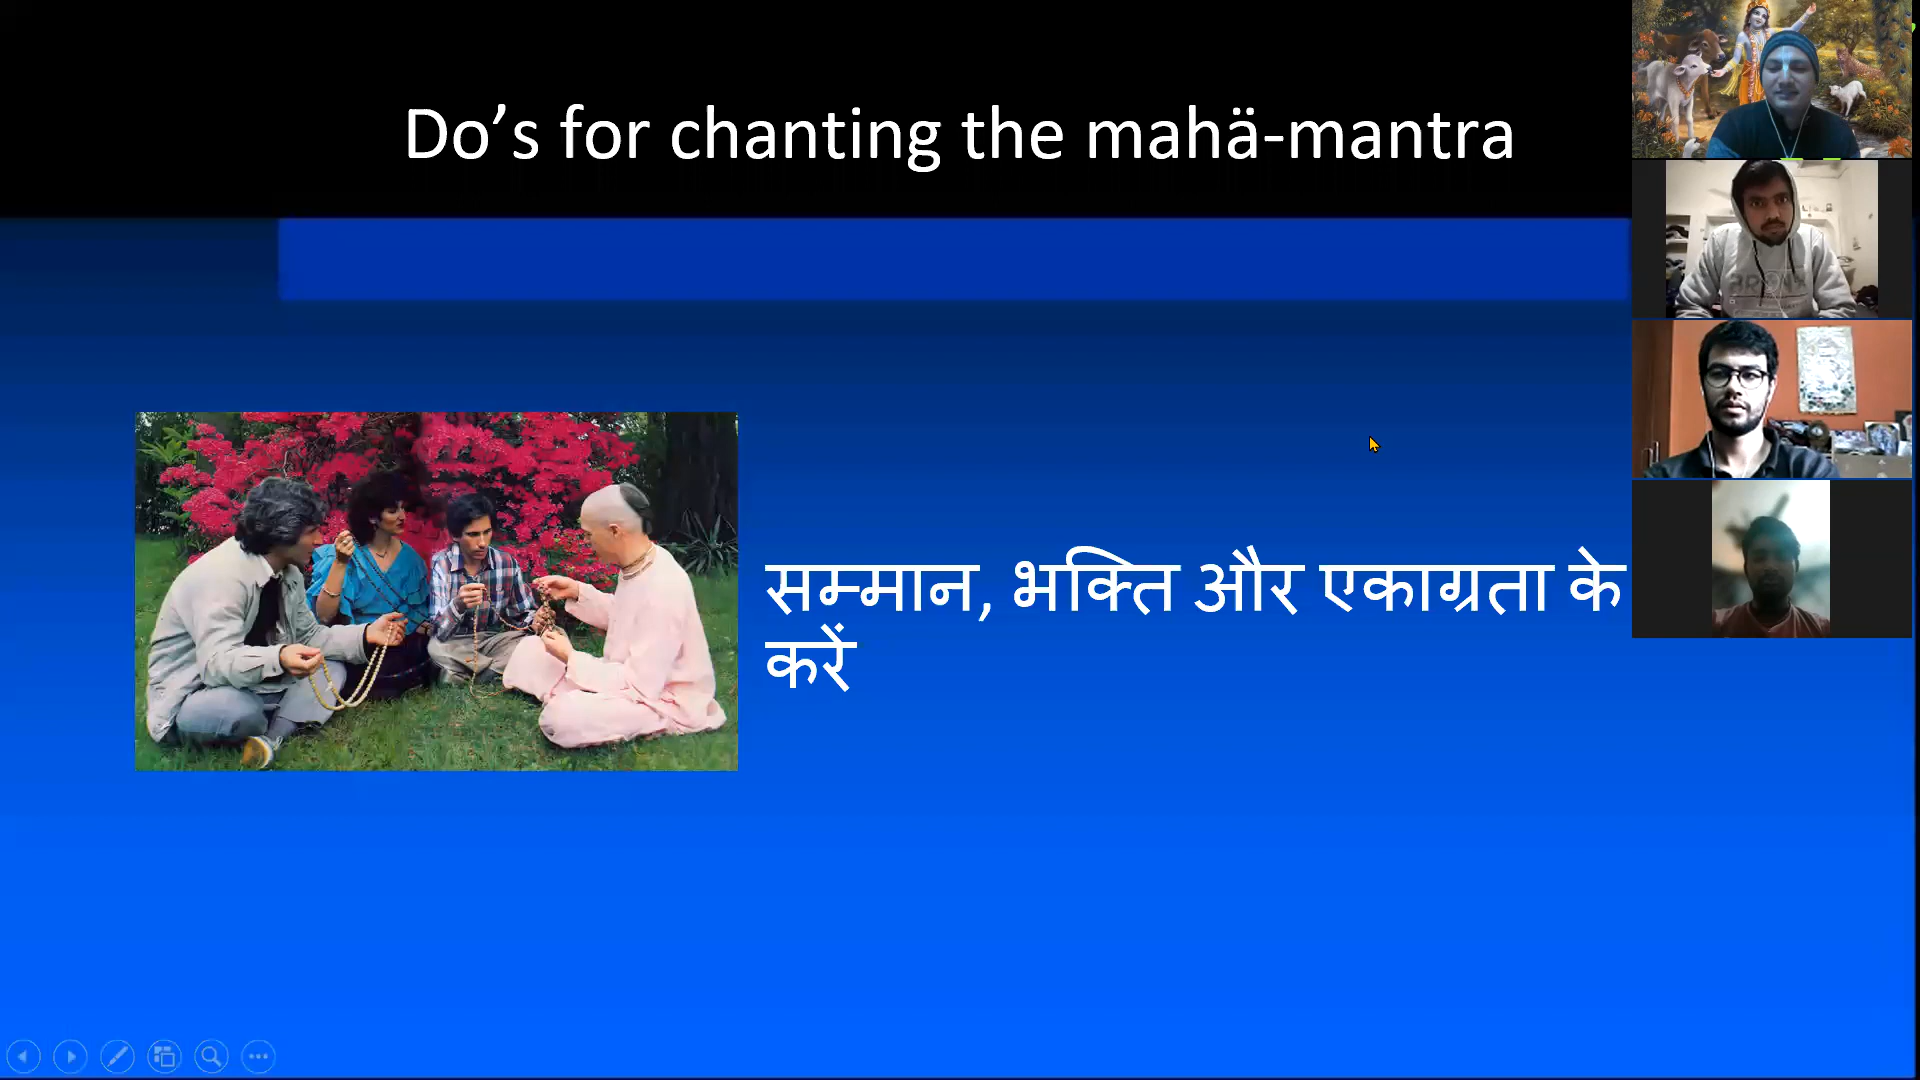 Do’s for chanting the mahä-mantra
सम्मान, भक्ति और एकाग्रता के
करें